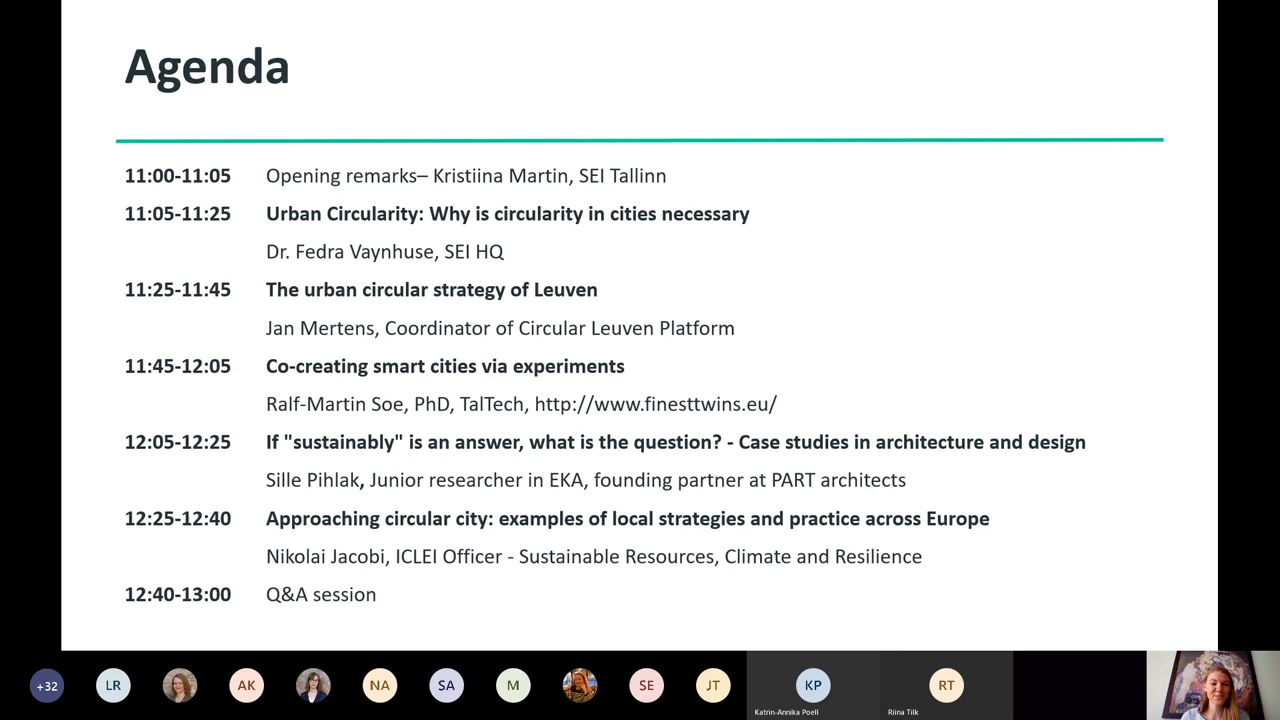 Agenda
11:00-11:05 Opening remarks– Kristiina Martin, SEI Tallinn
11:05-11:25 Urban Circularity: Why is circularity in cities necessary
Dr. Fedra Vaynhuse, SEI HQ
11:25-11:45 The urban circular strategy of Leuven
Jan Mertens, Coordinator of Circular Leuven Platform
11:45-12:05 Co-creating smart cities via experiments
Ralf-Martin Soe, PhD, TalTech, http://www.finesttwins.eu/
12:05-12:25 If "sustainably" is an answer, what is the question? - Case studies in architecture and design
Sille Pihlak, Junior researcher in EKA, founding partner at PART architects
12:25-12:40 Approaching circular city: examples of local strategies and practice across Europe
Nikolai Jacobi, ICLEI Officer - Sustainable Resources, Climate and Resilience
12:40-13:00 Q&A session
+32 LR AK NA SA M SE JT KP RT
Katrin-Annika Poell Riina Tilk